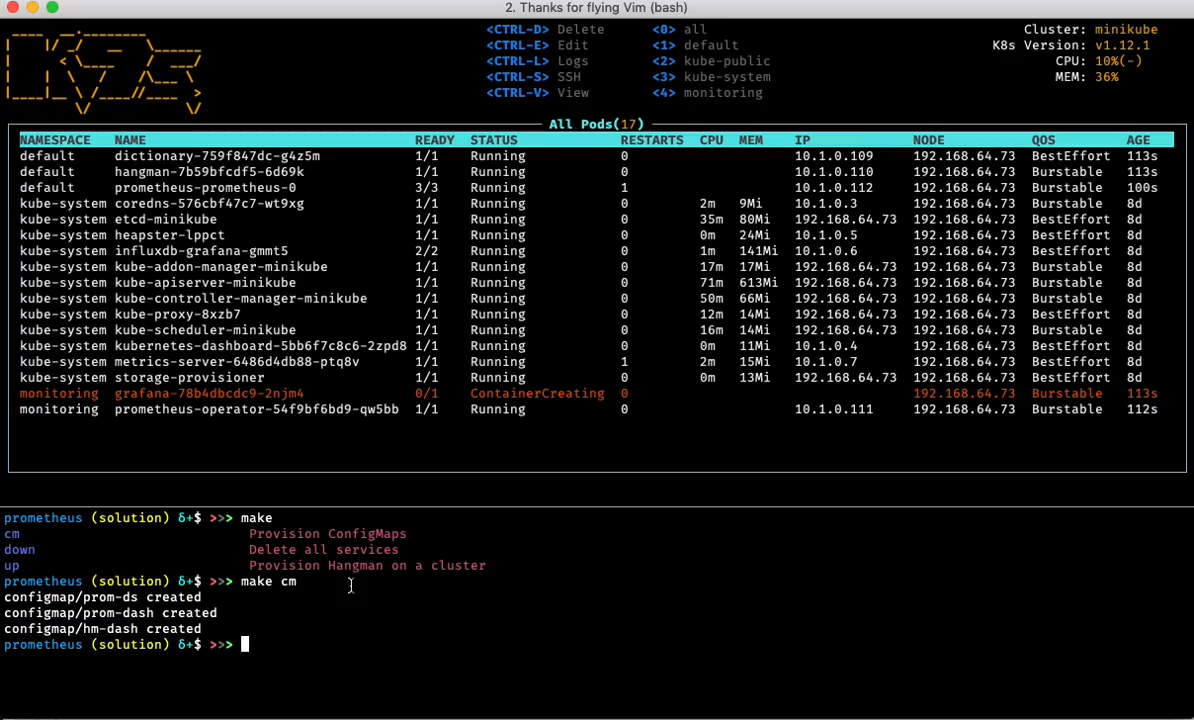 2. Thanks for flying Vim (bash)
<CTRL-D> Delete <0> all Cluster: minikube
<CTRL-E> Edit <1> default K8s Version: v1.12.1
<CTRL-L> Logs <2> kube-public CPU: 10%(-)
<CTRL-S> SSH <3> kube-system MEM: 36%
<CTRL-V> View <4> monitoring
All Pods(17)
NAMESPACE NAME READY STATUS RESTARTS CPU MEM IP NODE QOS AGE
default dictionary-759f847dc-g4z5m 1/1 Running 0 10.1.0.109 192.168.64.73 BestEffort 113s
default hangman-7b59bfcdf5-6d69k 1/1 Running 0 10.1.0.110 192.168.64.73 Burstable 113s
default prometheus-prometheus-0 3/3 Running 1 10.1.0.112 192.168.64.73 Burstable 100s
kube-system coredns-576cbf47c7-wt9xg 1/1 Running 0 2m 9Mi 10.1.0.3 192.168.64.73 Burstable 8d
kube-system etcd-minikube 1/1 Running 0 35m 80Mi 192.168.64.73 192.168.64.73 BestEffort 8d
kube-system heapster-lppct 1/1 Running 0 0m 24Mi 10.1.0.5 192.168.64.73 BestEffort 8d
kube-system influxdb-grafana-gmmt5 2/2 Running 0 1m 141Mi 10.1.0.6 192.168.64.73 BestEffort 8d
kube-system kube-addon-manager-minikube 1/1 Running 0 17m 17Mi 192.168.64.73 192.168.64.73 Burstable 8d
kube-system kube-apiserver-minikube 1/1 Running 0 71m 613Mi 192.168.64.73 192.168.64.73 Burstable 8d
kube-system kube-controller-manager-minikube 1/1 Running 0 50m 66Mi 192.168.64.73 192.168.64.73 Burstable 8d
kube-system kube-proxy-8xzb7 1/1 Running 0 12m 14Mi 192.168.64.73 192.168.64.73 BestEffort 8d
kube-system kube-scheduler-minikube 1/1 Running 0 16m 14Mi 192.168.64.73 192.168.64.73 Burstable 8d
kube-system kubernetes-dashboard-5bb6f7c8c6-2zpd8 1/1 Running 0 0m 11Mi 10.1.0.4 192.168.64.73 BestEffort 8d
kube-system metrics-server-6486d4db88-ptq8v 1/1 Running 1 2m 15Mi 10.1.0.7 192.168.64.73 BestEffort 8d
kube-system storage-provisioner 1/1 Running 0 0m 13Mi 192.168.64.73 192.168.64.73 BestEffort 8d
monitoring grafana-78b4dbcdc9-2njm4 0/1 ContainerCreating 0 192.168.64.73 Burstable 113s
monitoring prometheus-operator-54f9bf6bd9-qw5bb 1/1 Running 0 10.1.0.111 192.168.64.73 Burstable 112s
prometheus (solution) δ+$ >>> make
cm Provision ConfigMaps
down Delete all services
up Provision Hangman on a cluster
prometheus (solution) δ+$ >>> make cm
configmap/prom-ds created
configmap/prom-dash created
configmap/hm-dash created
prometheus (solution) δ+$ >>>